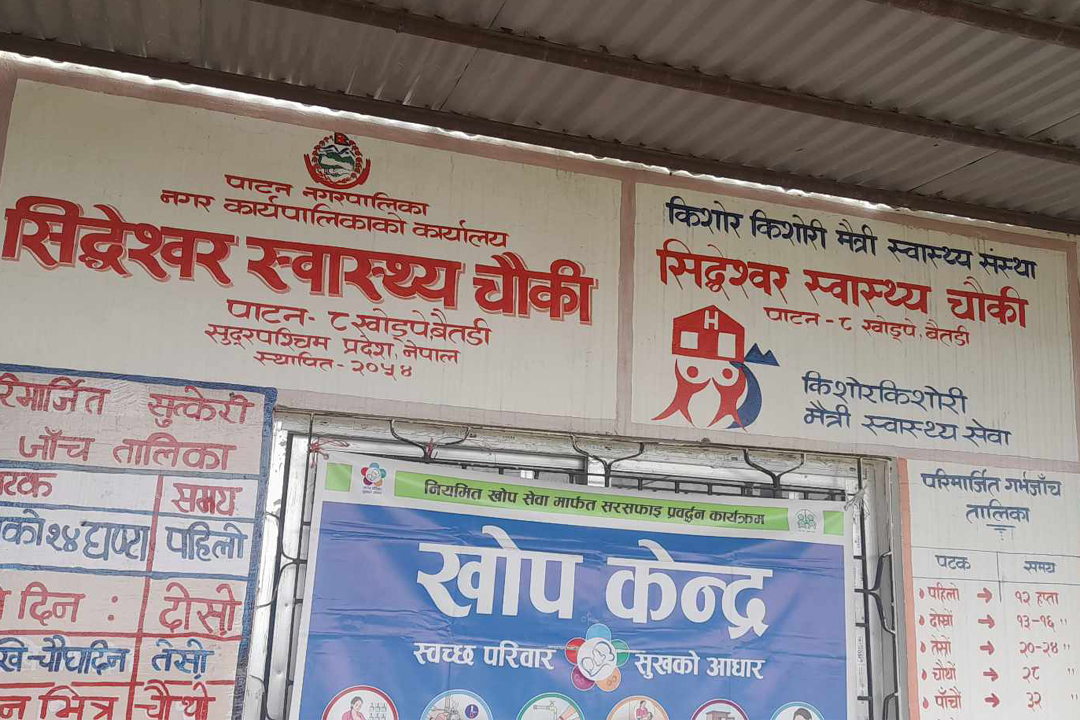 पाटन नगरपालिका
नगर कार्यपालिकाको कार्यालय
सिद्धेश्वर स्वास्थ्य चौकी
पाटन- ८ खोड्पे,बैतडी
सुदूरपश्चिम प्रदेश, नेपाल
स्थापित - २०५४
किशोर किशोरी मैत्री स्वास्थ्य संस्था
सिद्धेश्वर स्वास्थ्य चौकी
पाटन - ८ खोड्पे, बैतडी
H
किशोरकिशोरी
मैत्री स्वास्थ्य सेवा
रिमार्जित सुत्केरी
जाँच तालिका
समय
पहिलो
दिन : दोस्रो
तेस्रो
भित्र - चौथो
नियमित खोप सेवा मार्फत सरसफाइ प्रवर्द्धन कार्यक्रम
खोप केन्द्र
स्वच्छ परिवार सुखको आधार
परिमार्जित गर्भजाँच
तालिका
पटक समय
पहिलो → १२ हप्ता
दोस्रो → १३-१६ "
तेस्रो → २०-२४ "
चौथो → २८ "
पाँचौ → ३२ "